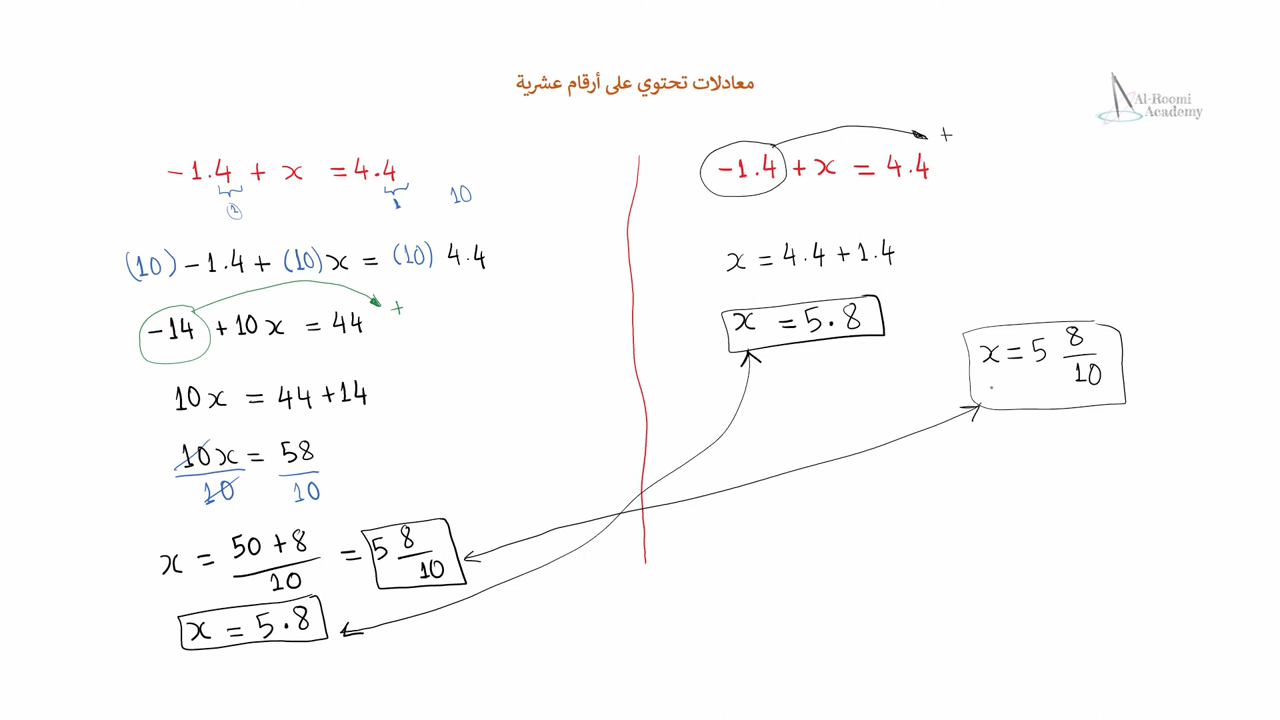 معادلات تحتوي على أرقام عشرية
Al-Roomi
Academy
-1.4 + x = 4.4
1 1 10
(10) -1.4 + (10) x = (10) 4.4
+
-14 + 10x = 44
10x = 44 + 14
10x/10 = 58/10
x = 50 + 8/10 = 5 8/10
x = 5.8
+
-1.4 + x = 4.4
x = 4.4 + 1.4
x = 5.8
x = 5 8/10